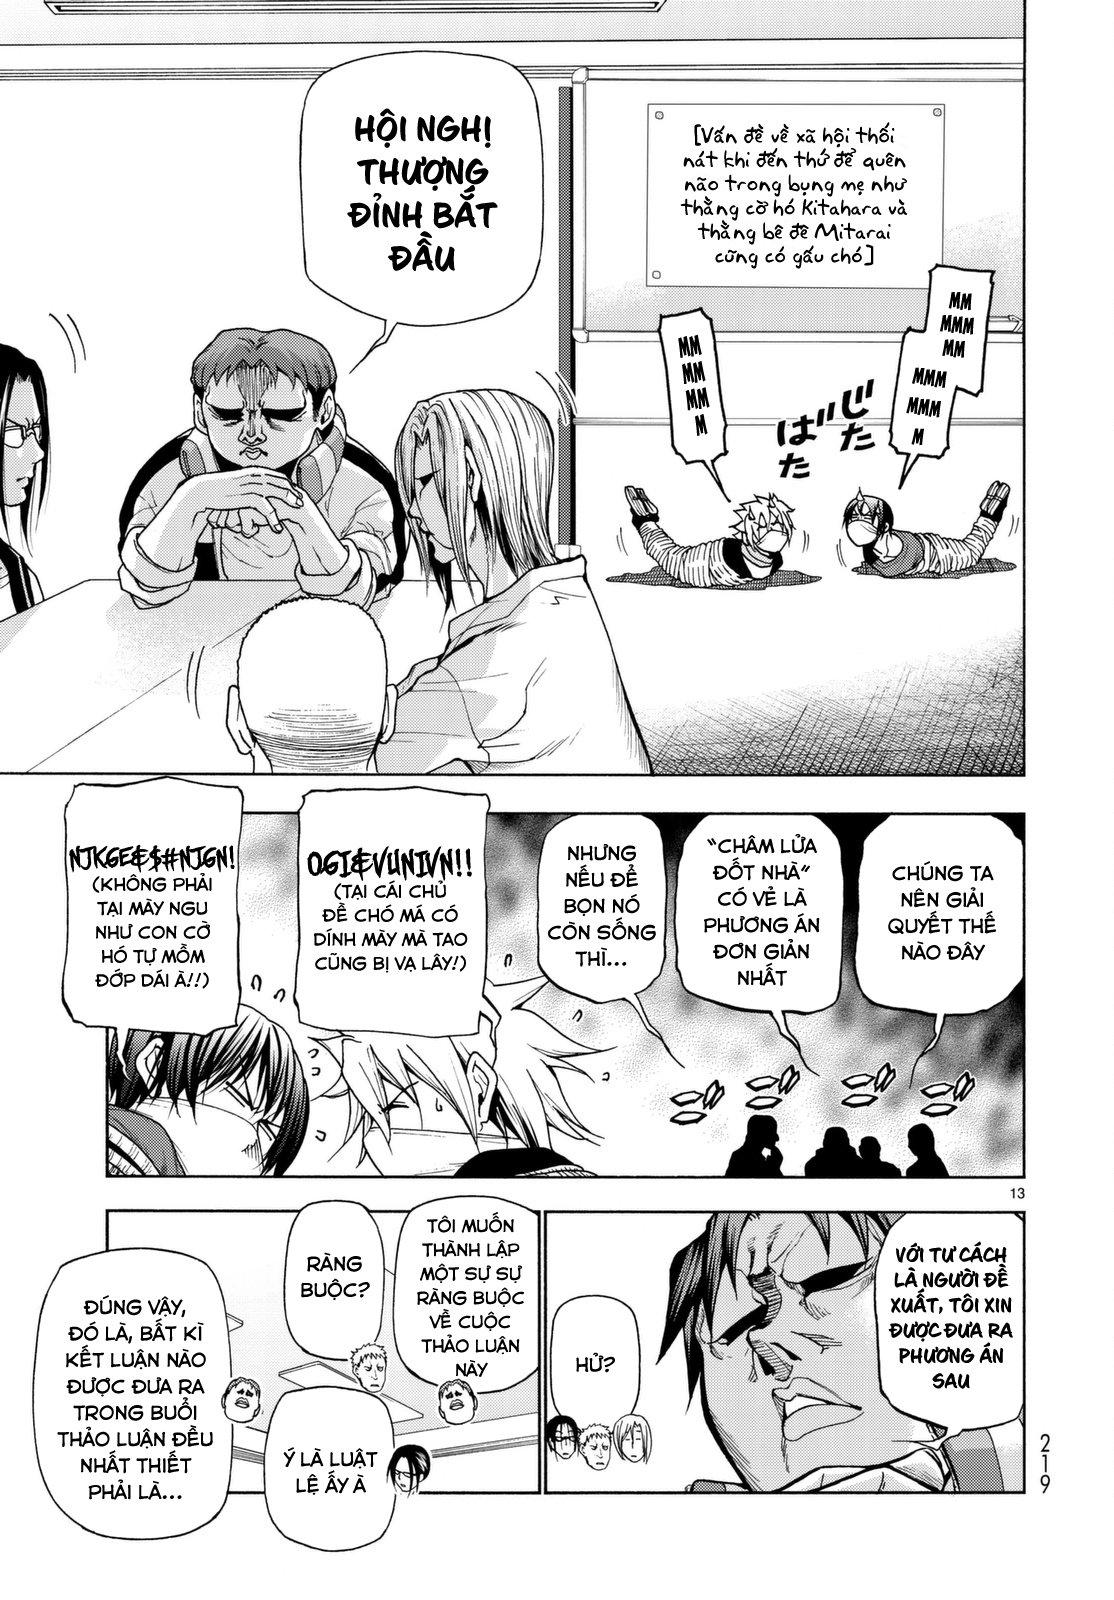 [Vấn đề về xã hội thối
nát khi đến thứ để quên
não trong bụng mẹ như
thằng cờ hó Kitahara và
thằng bê đê Mitarai
cũng có gấu chó]
HỘI NGHỊ
THƯỢNG
ĐỈNH BẮT
ĐẦU
MM
MMM
MM
MMM
MMM
M
MM
MM
MM
M
じた
ばた
CHÚNG TA
NÊN GIẢI
QUYẾT THẾ
NÀO ĐÂY
“CHÂM LỬA
ĐỐT NHÀ”
CÓ VẺ LÀ
PHƯƠNG ÁN
ĐƠN GIẢN
NHẤT
NHƯNG
NẾU ĐỂ
BỌN NÓ
CÒN SỐNG
THÌ...
OGI&VUNIVN!!
(TẠI CÁI CHỦ
ĐỀ CHÓ MÁ CÓ
DÍNH MÀY MÀ TAO
CŨNG BỊ VẠ LÂY!)
NJKGE&$#NJGN!
(KHÔNG PHẢI
TẠI MÀY NGU
NHƯ CON CỜ
HÓ TỰ MỒM
ĐỚP DÁI À!!)
13
VỚI TƯ CÁCH
LÀ NGƯỜI ĐỀ
XUẤT, TÔI XIN
ĐƯỢC ĐƯA RA
PHƯƠNG ÁN
SAU
HỬ?
TÔI MUỐN
THÀNH LẬP
MỘT SỰ SỰ
RÀNG BUỘC
VỀ CUỘC
THẢO LUẬN
NÀY
RÀNG
BUỘC?
Ý LÀ LUẬT
LỆ ẤY À
ĐÚNG VẬY,
ĐÓ LÀ, BẤT KÌ
KẾT LUẬN NÀO
ĐƯỢC ĐƯA RA
TRONG BUỔI
THẢO LUẬN ĐỀU
NHẤT THIẾT
PHẢI LÀ...
219